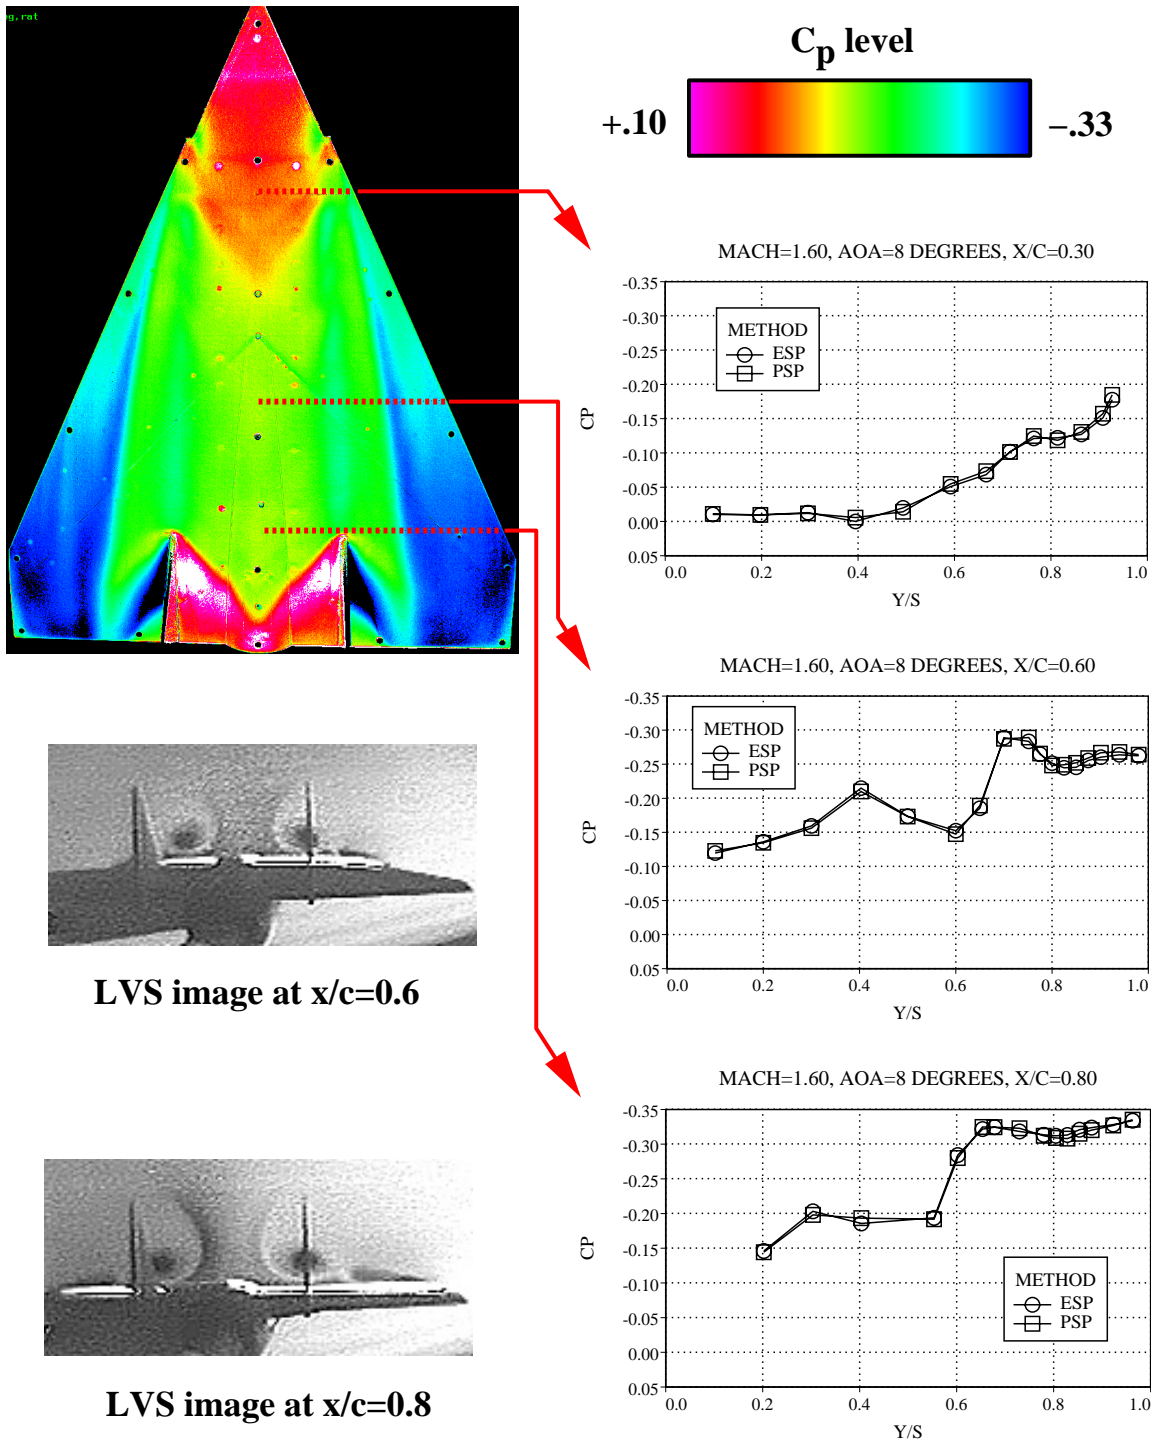 ng,rat
Cp level
+.10
−.33
MACH=1.60, AOA=8 DEGREES, X/C=0.30
-0.35
-0.30
-0.25
-0.20
-0.15
-0.10
-0.05
0.00
0.05
CP
METHOD
ESP
PSP
0.0 0.2 0.4 0.6 0.8 1.0
Y/S
MACH=1.60, AOA=8 DEGREES, X/C=0.60
-0.35
-0.30
-0.25
-0.20
-0.15
-0.10
-0.05
0.00
0.05
CP
METHOD
ESP
PSP
0.0 0.2 0.4 0.6 0.8 1.0
Y/S
LVS image at x/c=0.6
MACH=1.60, AOA=8 DEGREES, X/C=0.80
-0.35
-0.30
-0.25
-0.20
-0.15
-0.10
-0.05
0.00
0.05
CP
METHOD
ESP
PSP
0.0 0.2 0.4 0.6 0.8 1.0
Y/S
LVS image at x/c=0.8